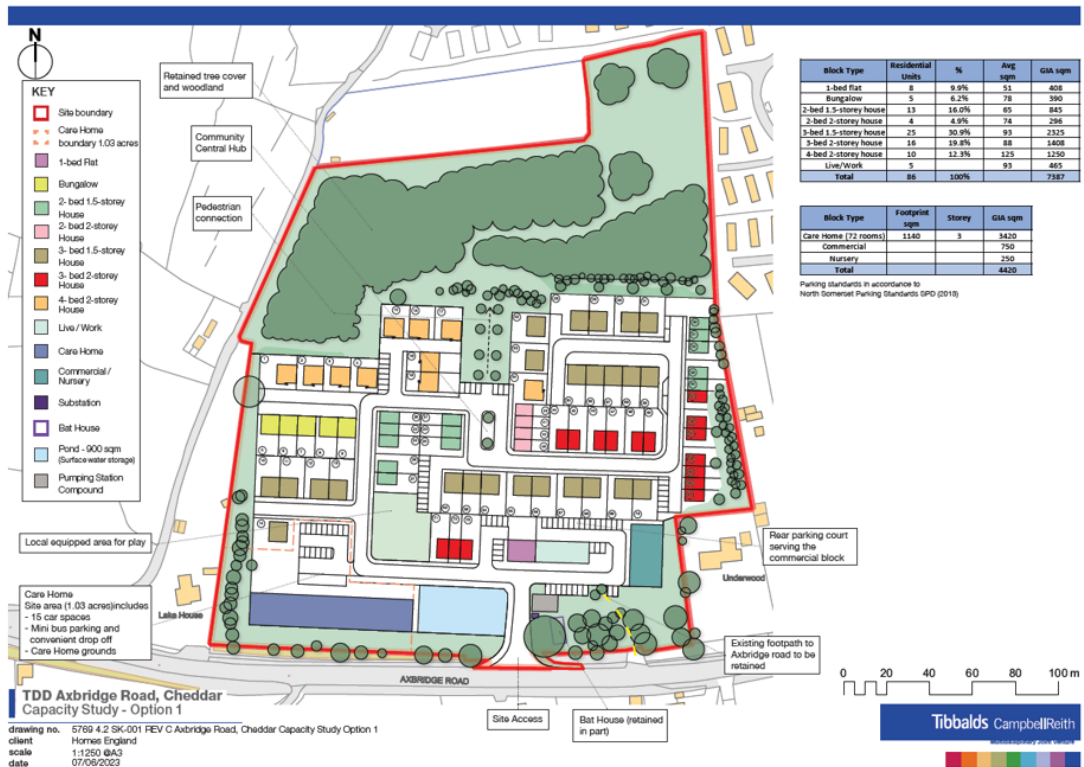 N
KEY
Site boundary
Care Home
boundary 1.03 acres
1-bed Flat
Bungalow
2- bed 1.5-storey
House
2- bed 2-storey
House
3- bed 1.5-storey
House
3- bed 2-storey
House
4- bed 2-storey
House
Live / Work
Care Home
Commercial /
Nursery
Substation
Bat House
Pond - 900 sqm
(Surface water storage)
Pumping Station
Compound
Retained tree cover
and woodland
Community
Central Hub
Pedestrian
connection
Local equipped area for play
Care Home
Site area (1.03 acres)includes
- 15 car spaces
- Mini bus parking and
convenient drop off
- Care Home grounds
Lake House
Underwood
AXBRIDGE ROAD
Rear parking court
serving the
commercial block
Existing footpath to
Axbridge road to be
retained
Site Access
Bat House (retained
in part)
Block Type Residential Units % Avg sqm GIA sqm
1-bed flat 8 9.9% 51 408
Bungalow 5 6.2% 78 390
2-bed 1.5-storey house 13 16.0% 65 845
2-bed 2-storey house 4 4.9% 74 296
3-bed 1.5-storey house 25 30.9% 93 2325
3-bed 2-storey house 16 19.8% 88 1408
4-bed 2-storey house 10 12.3% 125 1250
Live/Work 5 93 465
Total 86 100% 7387
Block Type Footprint sqm Storey GIA sqm
Care Home (72 rooms) 1140 3 3420
Commercial 750
Nursery 250
Total 4420
Parking standards in accordance to
North Somerset Parking Standards SPD (2018)
0 20 40 60 80 100 m
TDD Axbridge Road, Cheddar
Capacity Study - Option 1
drawing no. 5769 4.2 SK-001 REV C Axbridge Road, Cheddar Capacity Study Option 1
client Homes England
scale 1:1250 @A3
date 07/06/2023
Tibbalds CampbellReith
Multidisciplinary Joint Venture